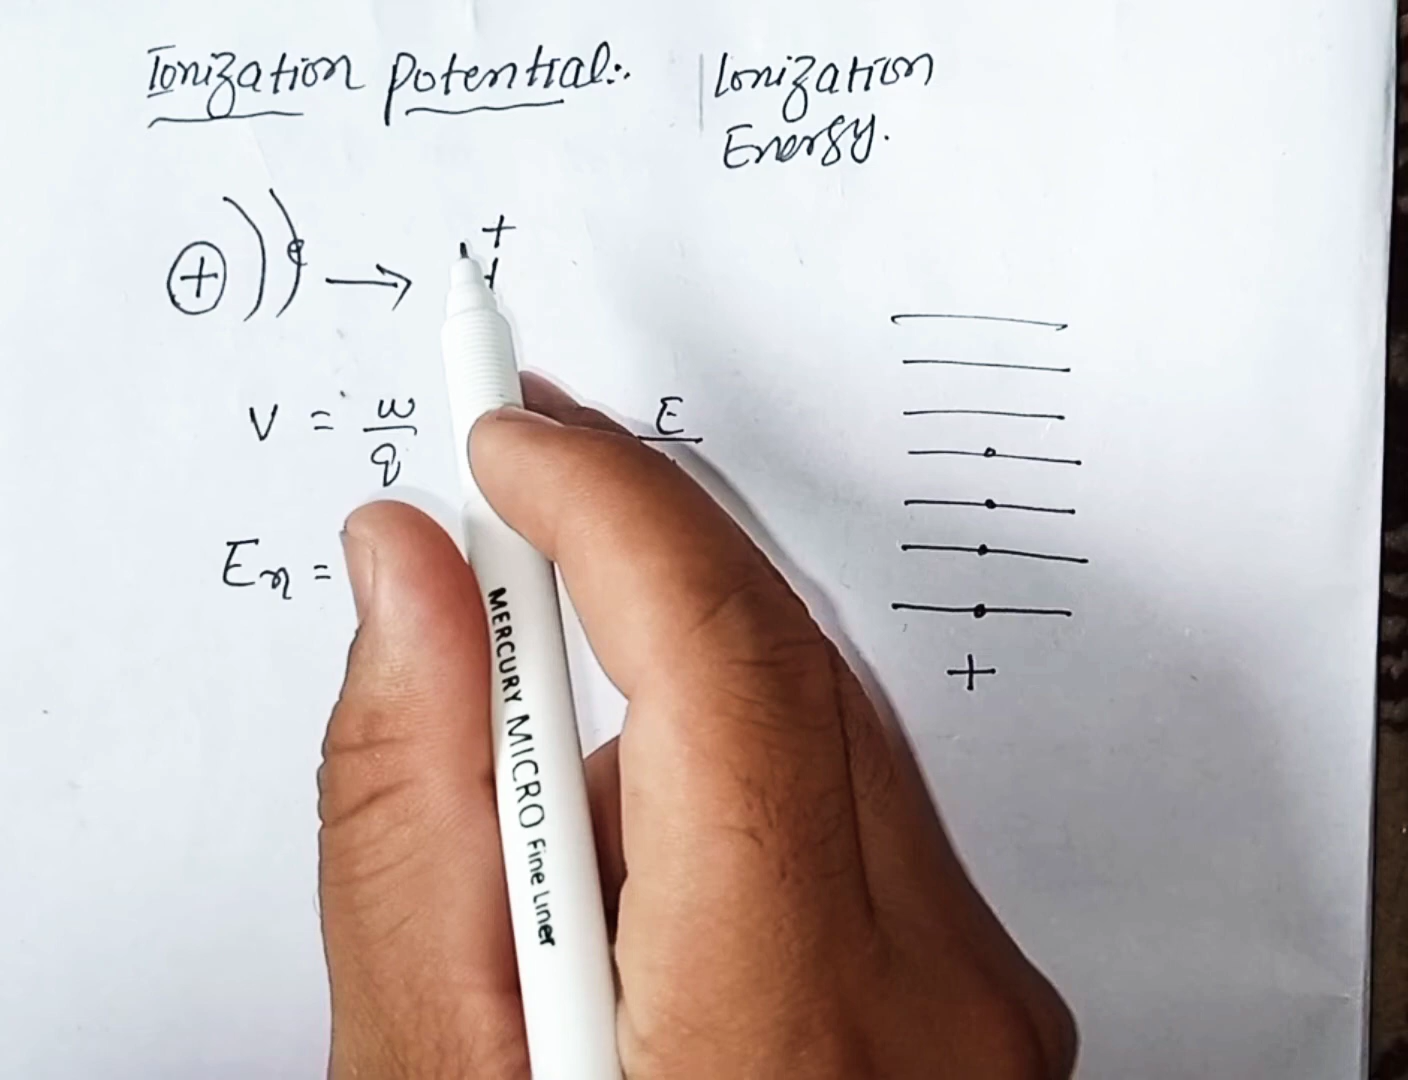 Ionization potential:. | Ionization
Energy.
+
+
V = w/q
E
En =
+
MERCURY MICRO Fine LINER